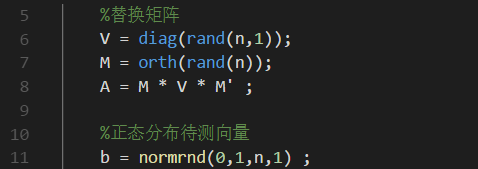 5 %替换矩阵
6 V = diag(rand(n,1));
7 M = orth(rand(n));
8 A = M * V * M' ;
9
10 %正态分布待测向量
11 b = normrnd(0,1,n,1) ;